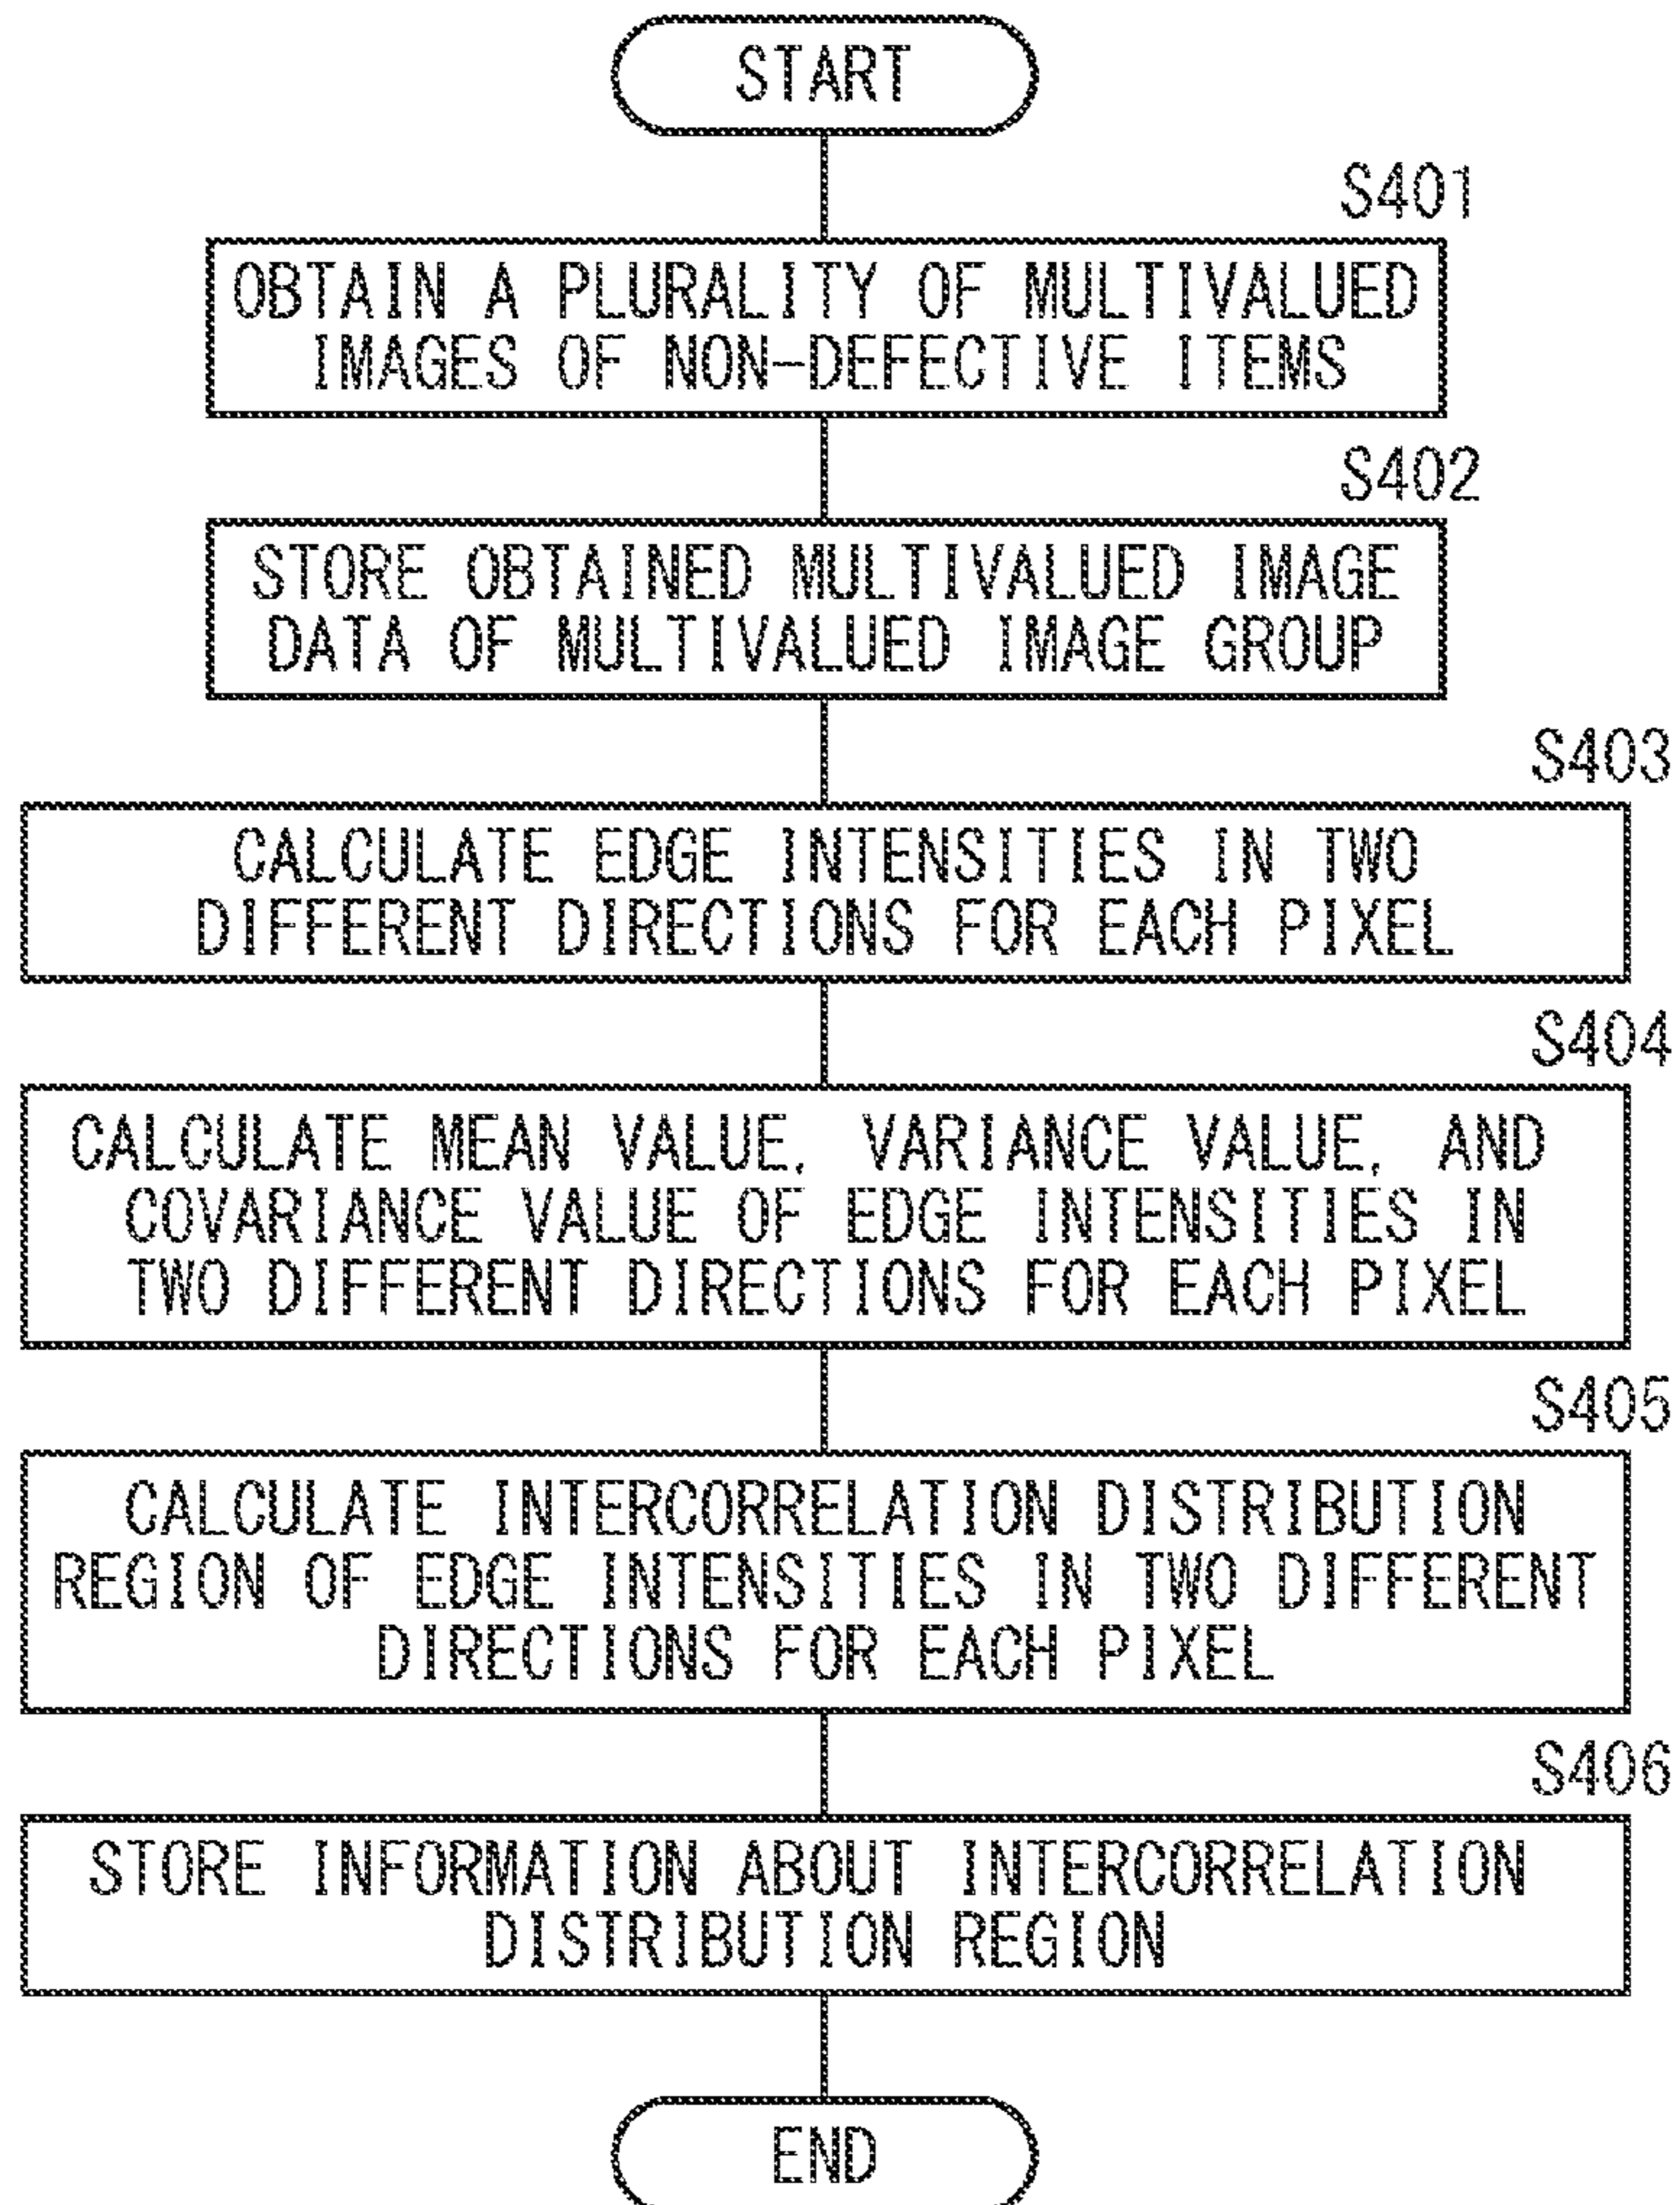 START
S401
OBTAIN A PLURALITY OF MULTIVALUED
IMAGES OF NON-DEFECTIVE ITEMS
S402
STORE OBTAINED MULTIVALUED IMAGE
DATA OF MULTIVALUED IMAGE GROUP
S403
CALCULATE EDGE INTENSITIES IN TWO
DIFFERENT DIRECTIONS FOR EACH PIXEL
S404
CALCULATE MEAN VALUE, VARIANCE VALUE, AND
COVARIANCE VALUE OF EDGE INTENSITIES IN
TWO DIFFERENT DIRECTIONS FOR EACH PIXEL
S405
CALCULATE INTERCORRELATION DISTRIBUTION
REGION OF EDGE INTENSITIES IN TWO DIFFERENT
DIRECTIONS FOR EACH PIXEL
S406
STORE INFORMATION ABOUT INTERCORRELATION
DISTRIBUTION REGION
END